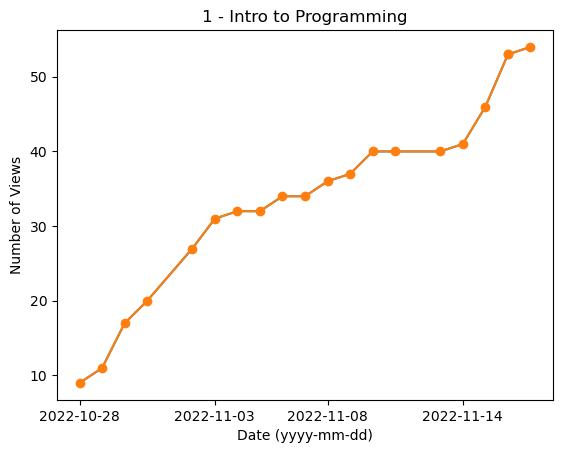 1 - Intro to Programming
Number of Views
50
40
30
20
10
2022-10-28 2022-11-03 2022-11-08 2022-11-14
Date (yyyy-mm-dd)